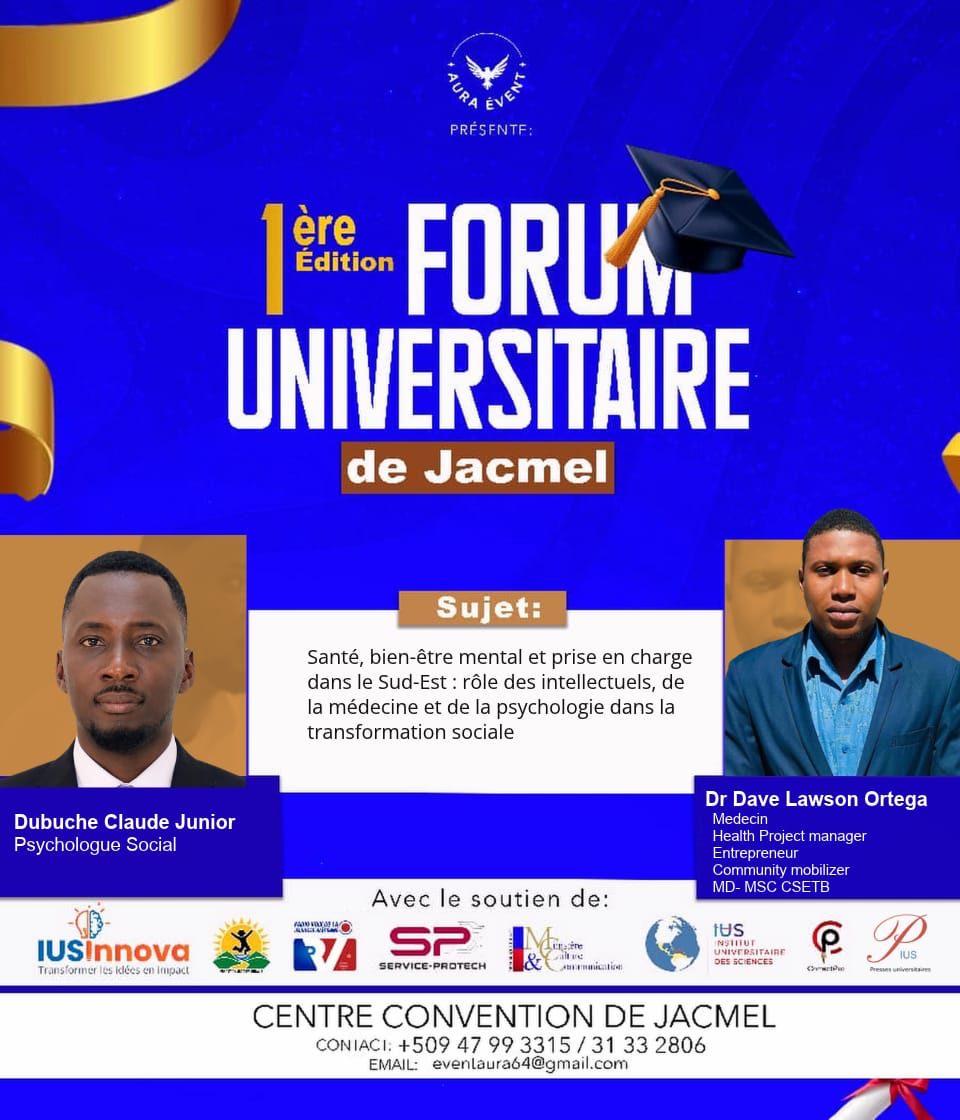 AURA ÉVENT
PRÉSENTE:
1ère
Édition
FORUM
UNIVERSITAIRE
de Jacmel
Sujet:
Santé, bien-être mental et prise en charge
dans le Sud-Est : rôle des intellectuels, de
la médecine et de la psychologie dans la
transformation sociale
Dubuche Claude Junior
Psychologue Social
Dr Dave Lawson Ortega
Medecin
Health Project manager
Entrepreneur
Community mobilizer
MD- MSC CSETB
Avec le soutien de:
IUSInnova
Transformer les idées en impact
SP
SERVICE-PROTECH
Ministère
Culture
& Communication
IUS
INSTITUT
UNIVERSITAIRE
DES SCIENCES
CP
ConnectPro
P
IUS
Presses universitaires
CENTRE CONVENTION DE JACMEL
CONTACT: +509 47 99 3315 / 31 33 2806
EMAIL: eventaura64@gmail.com